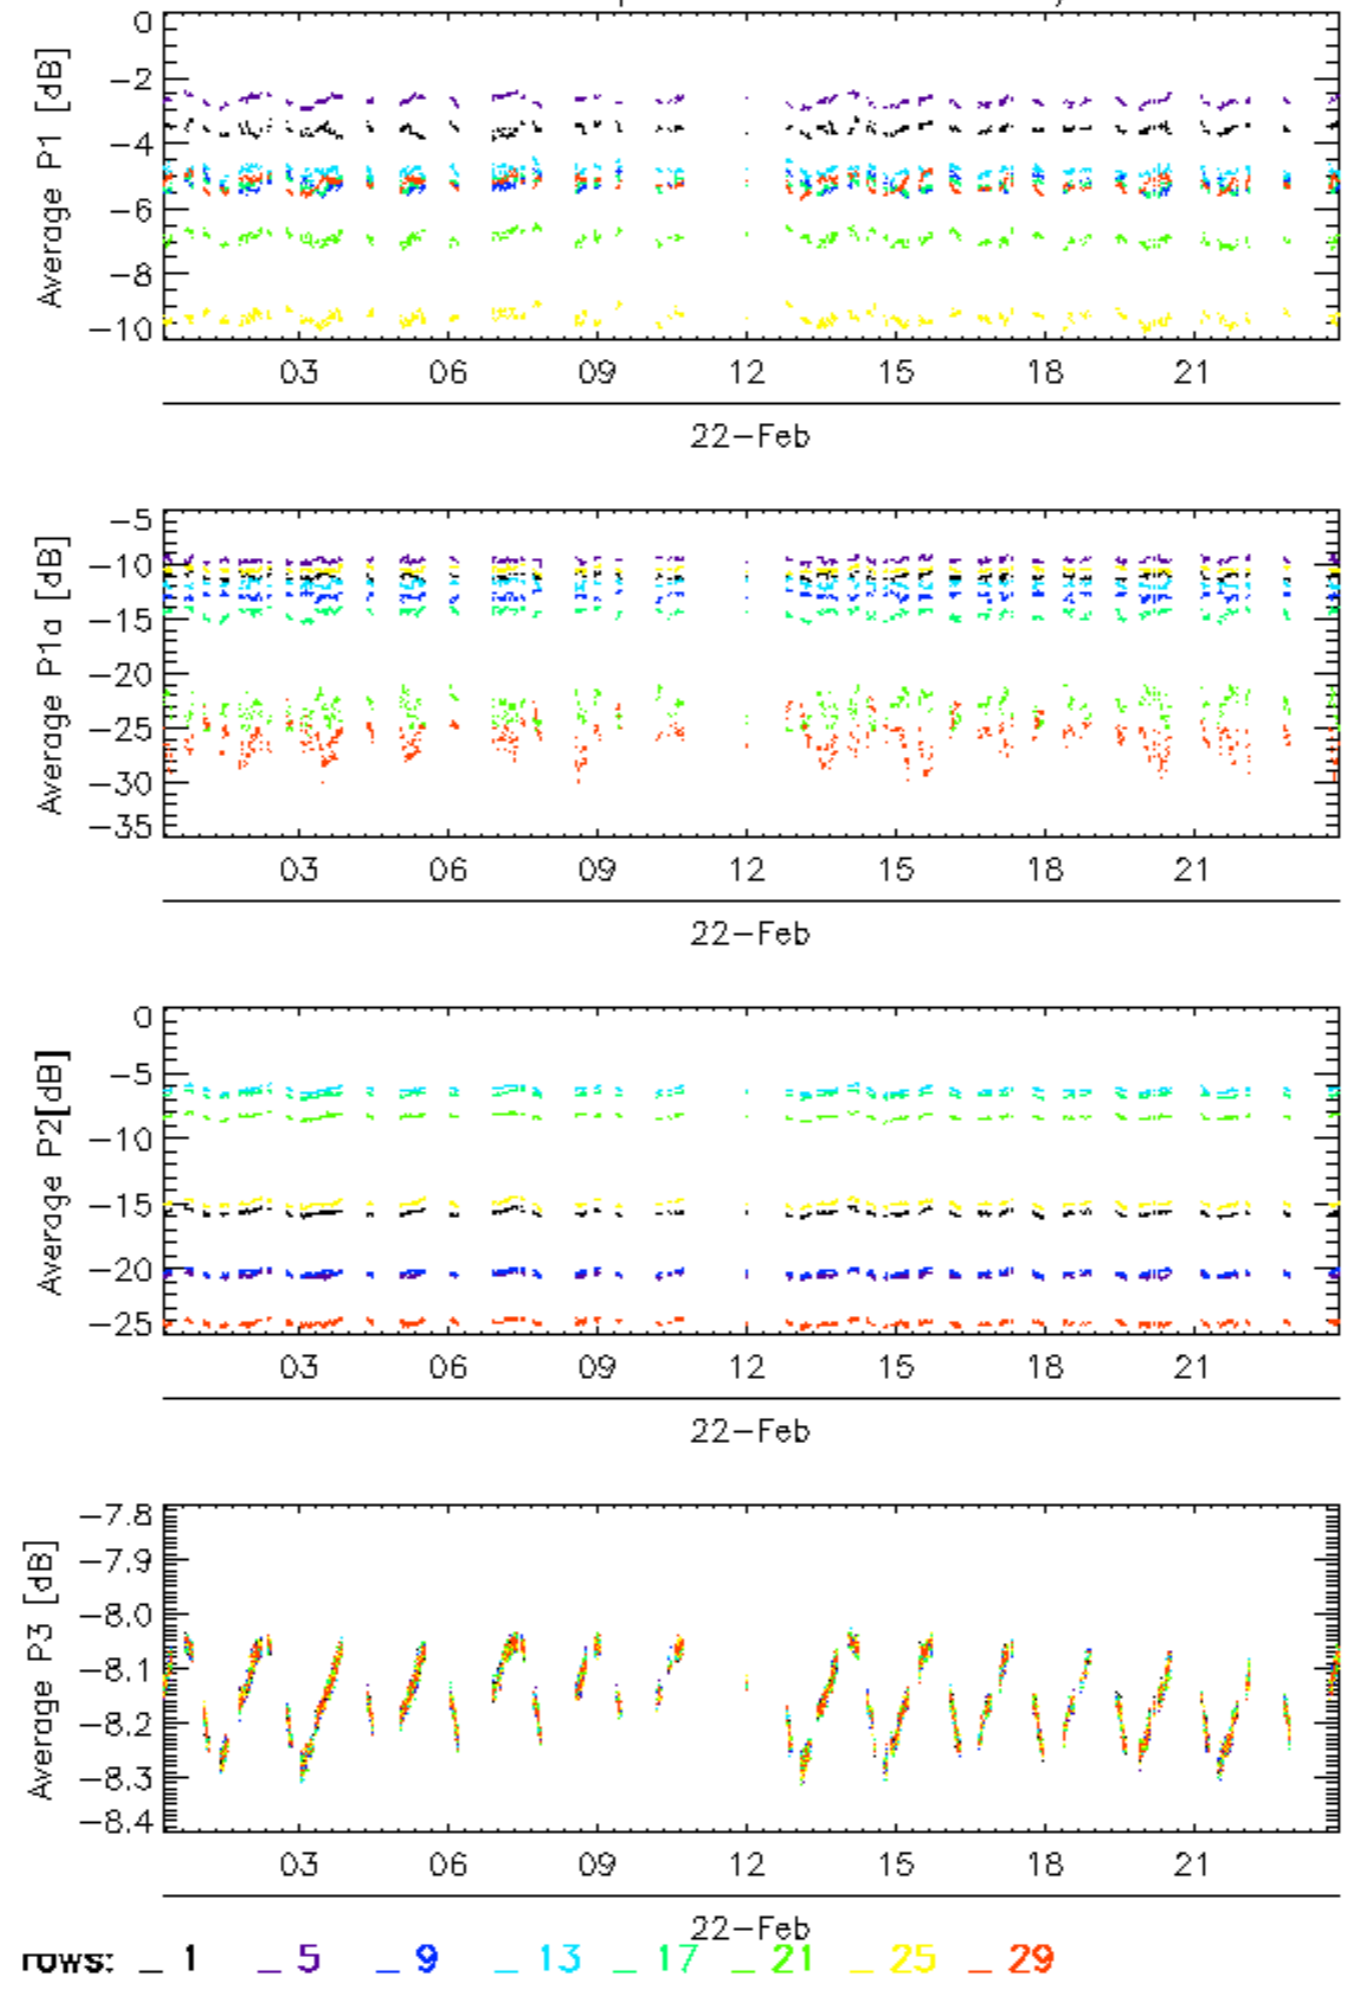 0
−2
−4
−6
−8
−10
Average P1 [dB]
03 06 09 12 15 18 21
22−Feb
−5
−10
−15
−20
−25
−30
−35
Average P1a [dB]
03 06 09 12 15 18 21
22−Feb
0
−5
−10
−15
−20
−25
Average P2[dB]
03 06 09 12 15 18 21
22−Feb
−7.8
−7.9
−8.0
−8.1
−8.2
−8.3
−8.4
Average P3 [dB]
03 06 09 12 15 18 21
22−Feb
rows: _ 1 _ 5 _ 9 _ 13 _ 17 _ 21 _ 25 _ 29